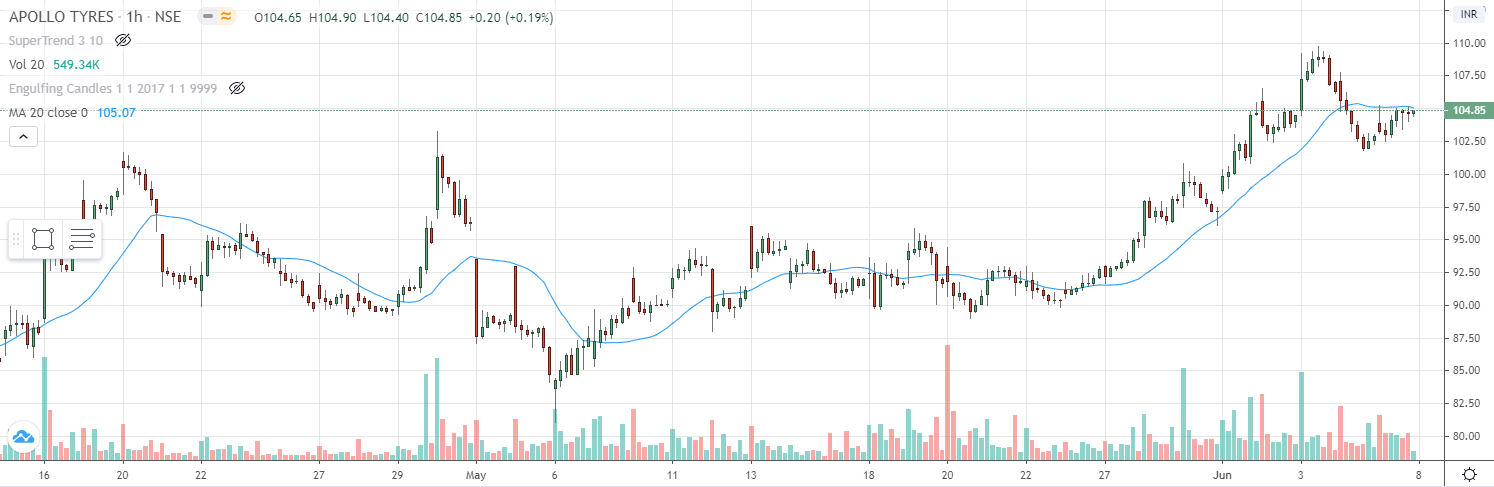 APOLLO TYRES · 1h · NSE O104.65 H104.90 L104.40 C104.85 +0.20 (+0.19%)
INR
SuperTrend 3 10
Vol 20 549.34K
Engulfing Candles 1 1 2017 1 1 9999
MA 20 close 0 105.07
110.00
107.50
104.85
102.50
100.00
97.50
95.00
92.50
90.00
87.50
85.00
82.50
80.00
16 20 22 27 29 May 6 11 13 18 20 22 27 Jun 3 8